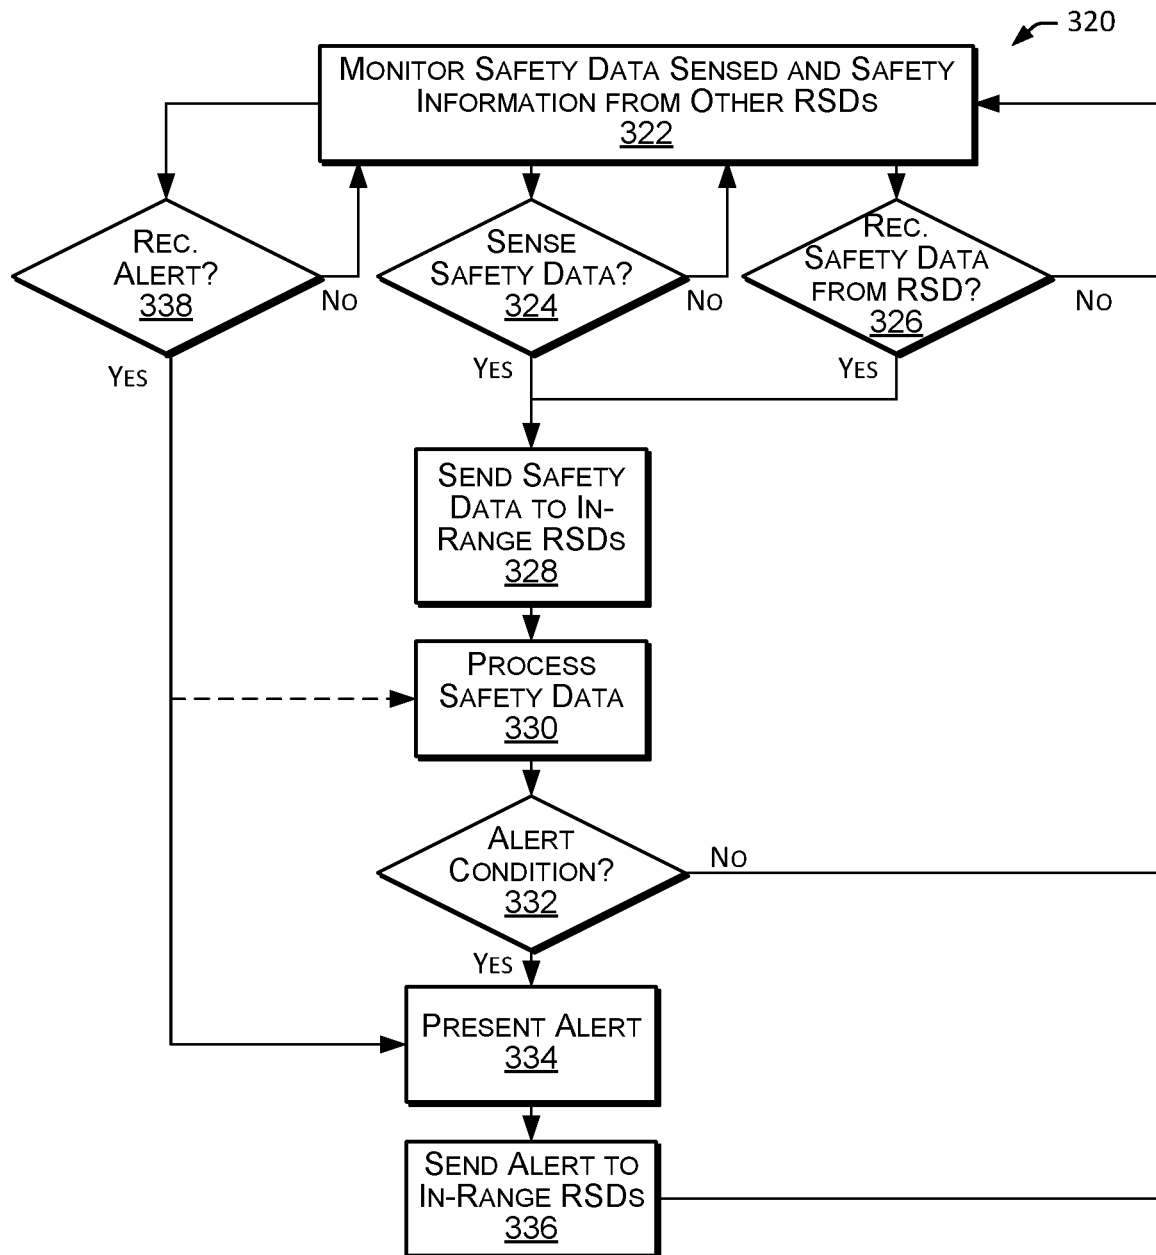 320
MONITOR SAFETY DATA SENSED AND SAFETY
INFORMATION FROM OTHER RSDS
322
REC.
ALERT?
338
NO
YES
SENSE
SAFETY DATA?
324
NO
YES
REC.
SAFETY DATA
FROM RSD?
326
NO
YES
SEND SAFETY
DATA TO IN-
RANGE RSDS
328
PROCESS
SAFETY DATA
330
ALERT
CONDITION?
332
NO
YES
PRESENT ALERT
334
SEND ALERT TO
IN-RANGE RSDS
336